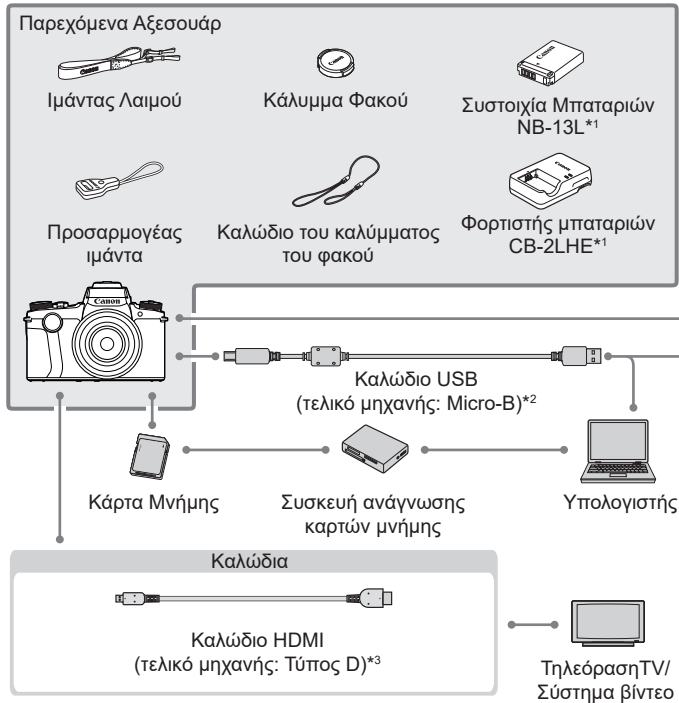 Παρεχόμενα Αξεσουάρ
Ιμάντας Λαιμού
Κάλυμμα Φακού
Συστοιχία Μπαταριών
NB-13L*1
Προσαρμογέας
ιμάντα
Καλώδιο του καλύμματος
του φακού
Φορτιστής μπαταριών
CB-2LHE*1
Canon
Καλώδιο USB
(τελικό μηχανής: Micro-B)*2
Κάρτα Μνήμης
Συσκευή ανάγνωσης
καρτών μνήμης
Υπολογιστής
Καλώδια
Καλώδιο HDMI
(τελικό μηχανής: Τύπος D)*3
ΤηλεόρασηTV/
Σύστημα βίντεο